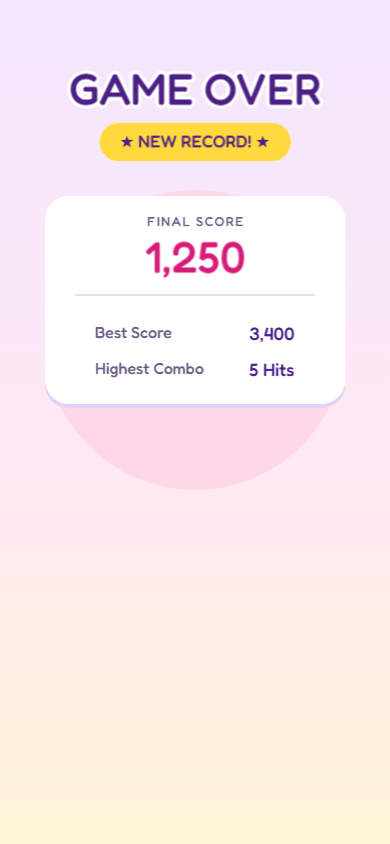 GAME OVER
★ NEW RECORD! ★
FINAL SCORE
1,250
Best Score 3,400
Highest Combo 5 Hits